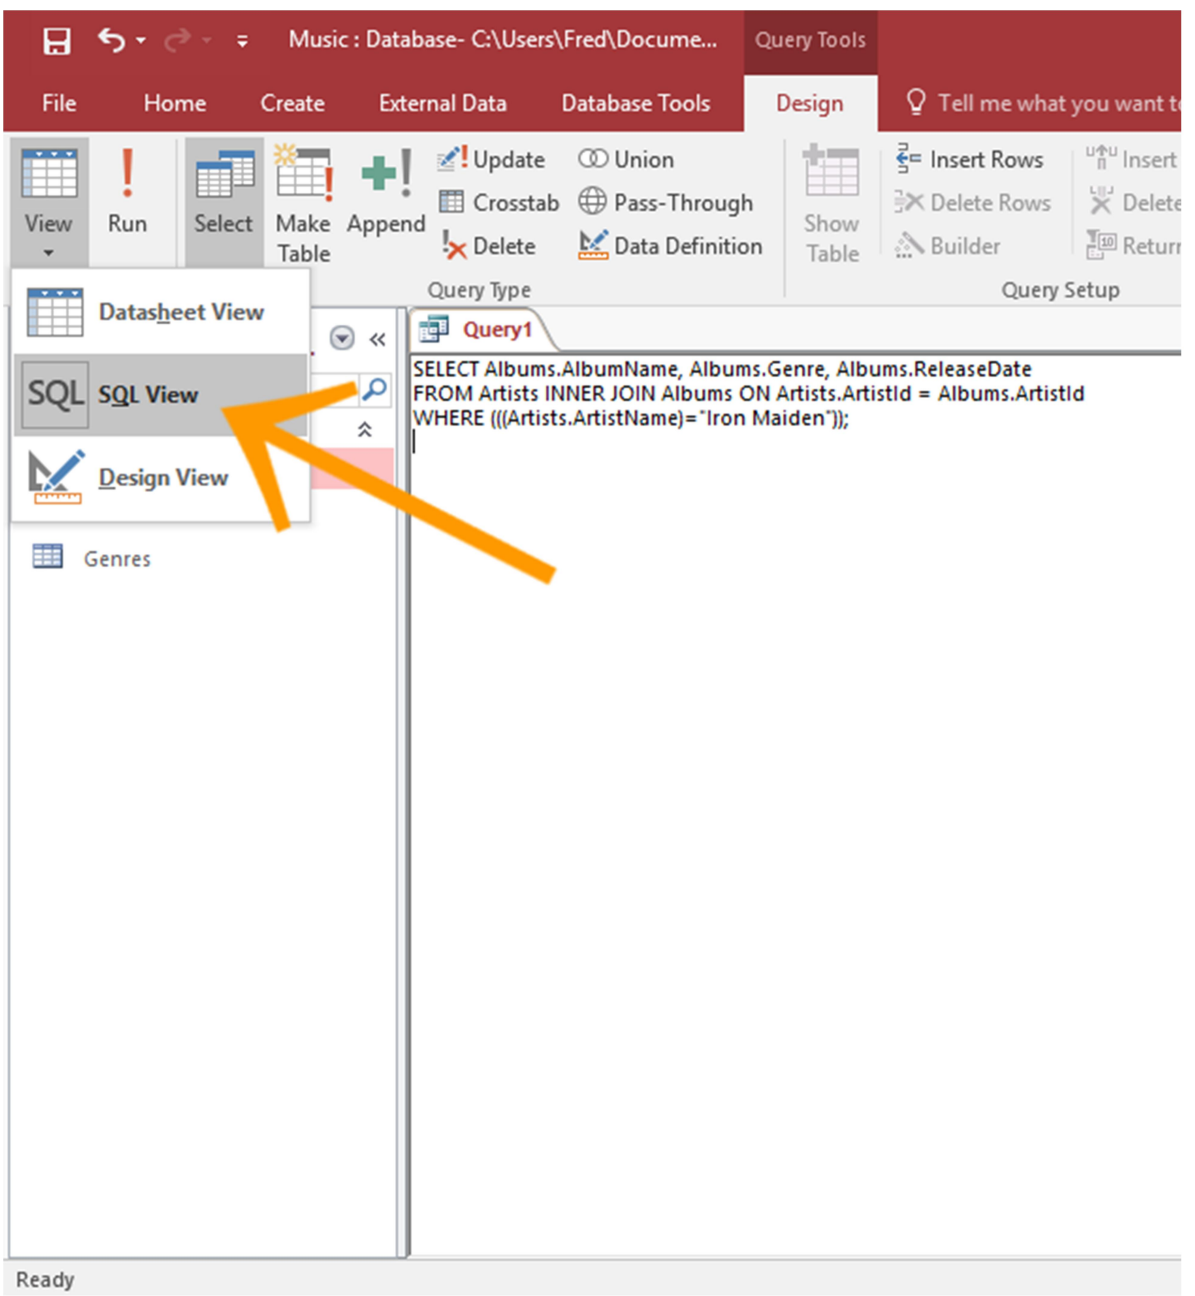 Music : Database- C:\Users\Fred\Docume...
Query Tools
File Home Create External Data Database Tools Design Tell me what you want
View
Run
Select
Make Table
Append
Update
Crosstab
Delete
Union
Pass-Through
Data Definition
Query Type
Show Table
Insert Rows
Delete Rows
Builder
Insert
Delete
Return
Query Setup
Datasheet View
SQL SQL View
Design View
Genres
Query1
SELECT Albums.AlbumName, Albums.Genre, Albums.ReleaseDate
FROM Artists INNER JOIN Albums ON Artists.ArtistId = Albums.ArtistId
WHERE (((Artists.ArtistName)="Iron Maiden"));
Ready